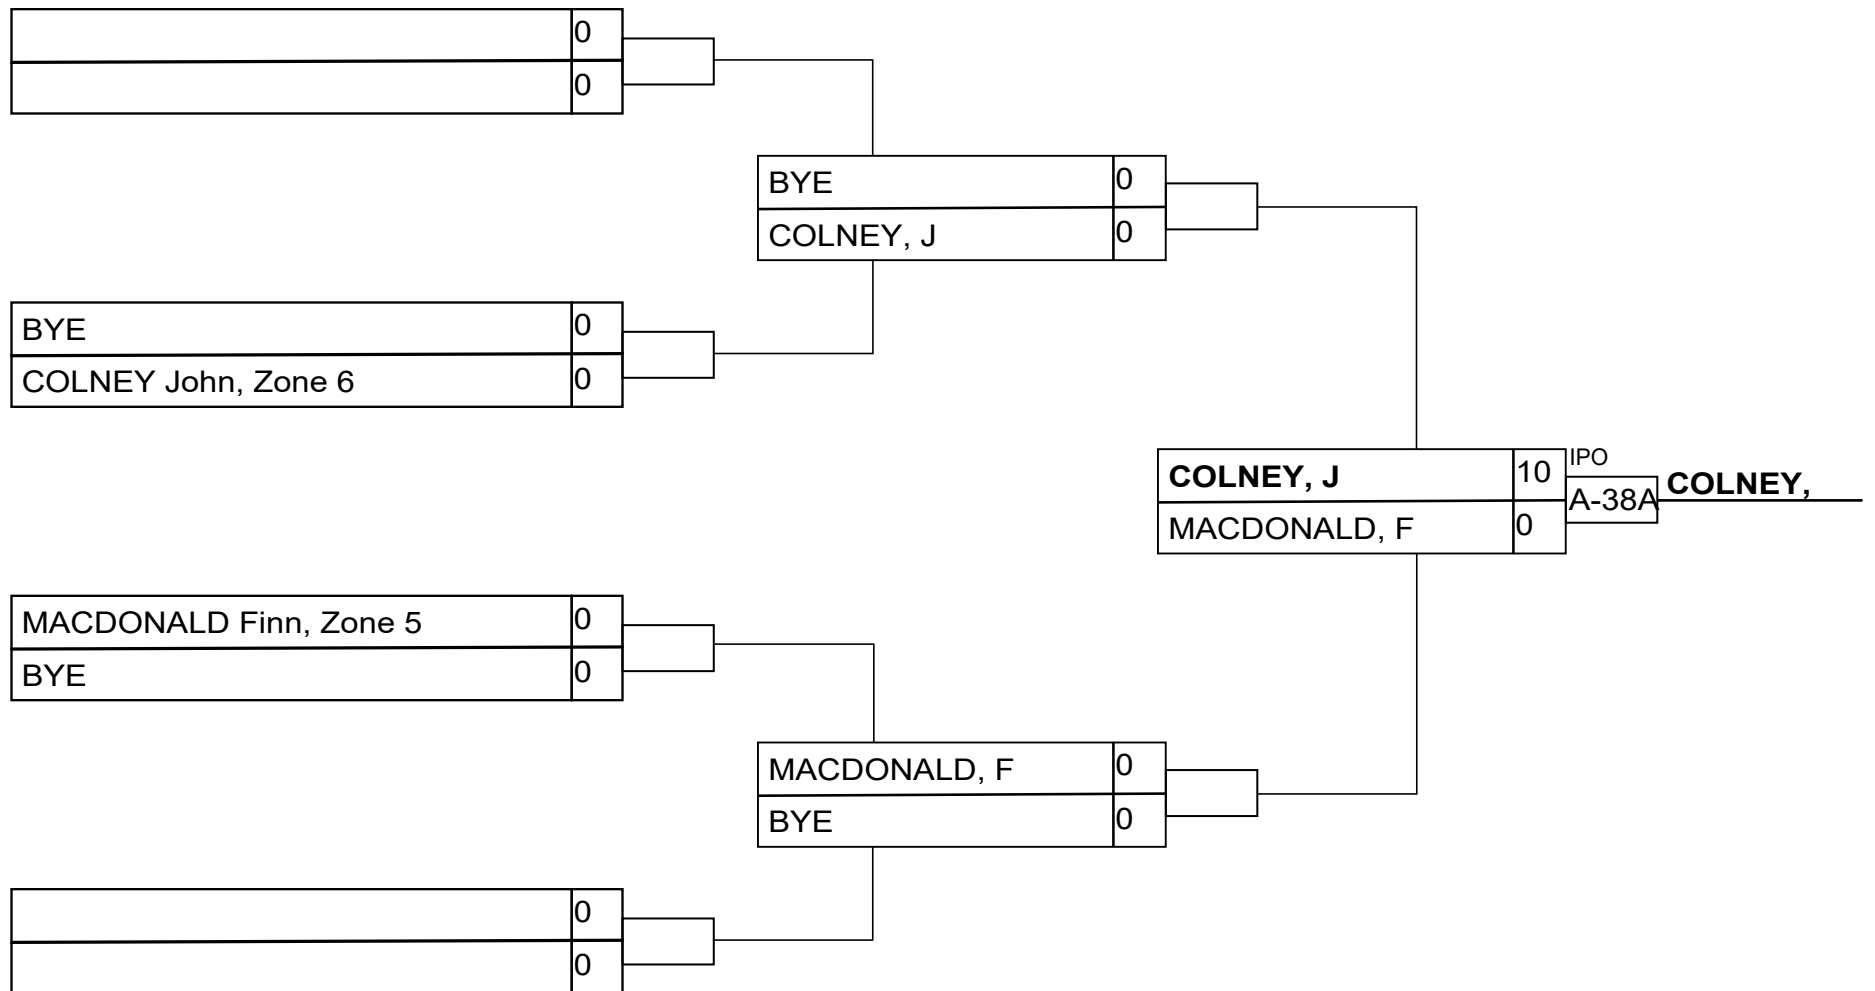 0
0
BYE 0
COLNEY, J 0
BYE 0
COLNEY John, Zone 6 0
IPO
COLNEY, J 10
A-38A COLNEY,
MACDONALD, F 0
MACDONALD Finn, Zone 5 0
BYE 0
MACDONALD, F 0
BYE 0
0
0